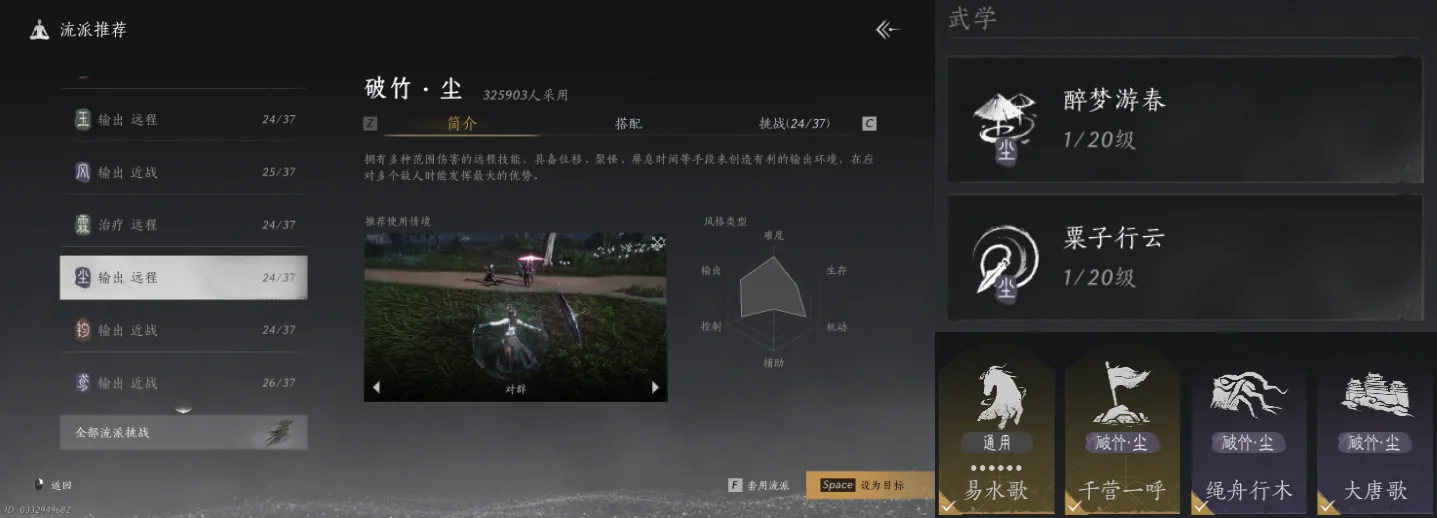 流派推荐
玉 输出 远程 24/37
风 输出 近战 25/37
霖 治疗 远程 24/37
尘 输出 远程 24/37
钧 输出 近战 24/37
鸢 输出 近战 26/37
全部流派挑战
返回
ID 0332949682
破竹·尘 325903人采用
Z 简介 搭配 挑战(24/37) C
拥有多种范围伤害的远程技能，具备位移、聚怪、屏息时间等手段来创造有利的输出环境，在应
对多个敌人时能发挥最大的优势。
推荐使用情境
对群
风格类型
难度
输出 生存
控制 机动
辅助
F 套用流派 Space 设为目标
武学
醉梦游春
1/20级
尘
粟子行云
1/20级
尘
通用 破竹·尘 破竹·尘 破竹·尘
易水歌 千营一呼 绳舟行木 大唐歌